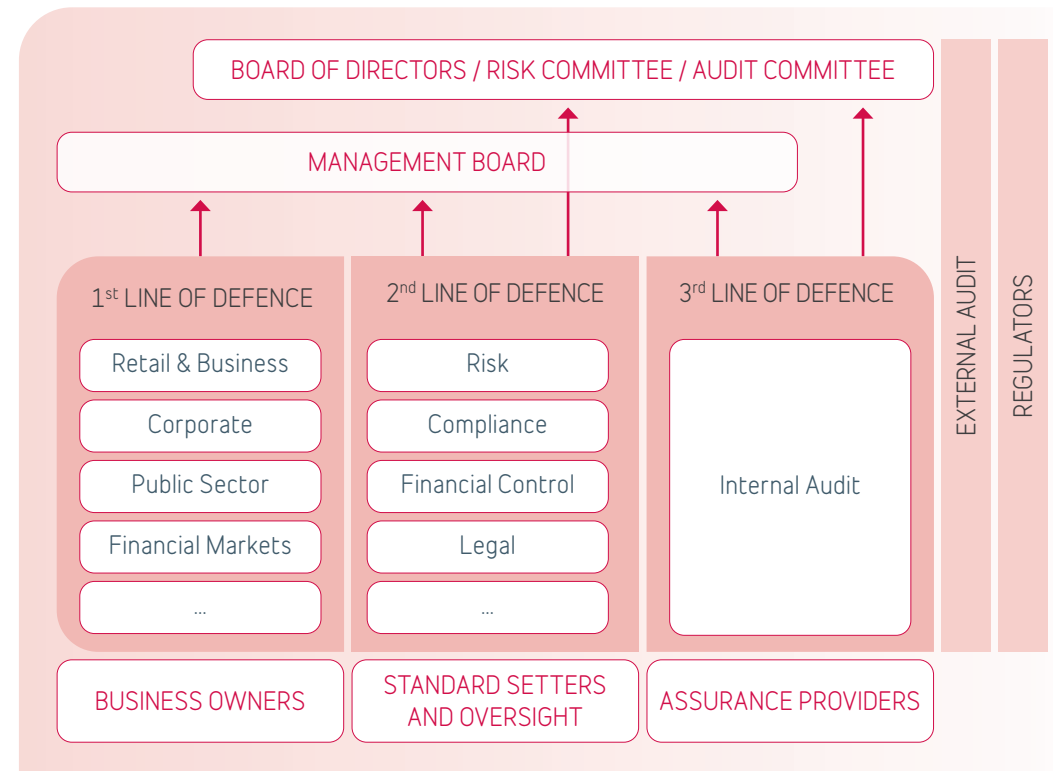 BOARD OF DIRECTORS / RISK COMMITTEE / AUDIT COMMITTEE
MANAGEMENT BOARD
1st LINE OF DEFENCE
Retail & Business
Corporate
Public Sector
Financial Markets
...
BUSINESS OWNERS
2nd LINE OF DEFENCE
Risk
Compliance
Financial Control
Legal
...
STANDARD SETTERS
AND OVERSIGHT
3rd LINE OF DEFENCE
Internal Audit
ASSURANCE PROVIDERS
EXTERNAL AUDIT
REGULATORS